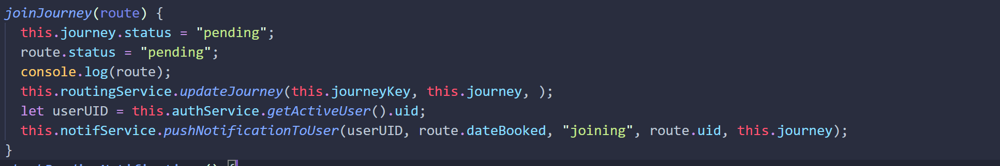 joinJourney(route) {
this.journey.status = "pending";
route.status = "pending";
console.log(route);
this.routingService.updateJourney(this.journeyKey, this.journey, );
let userUID = this.authService.getActiveUser().uid;
this.notifService.pushNotificationToUser(userUID, route.dateBooked, "joining", route.uid, this.journey);
}